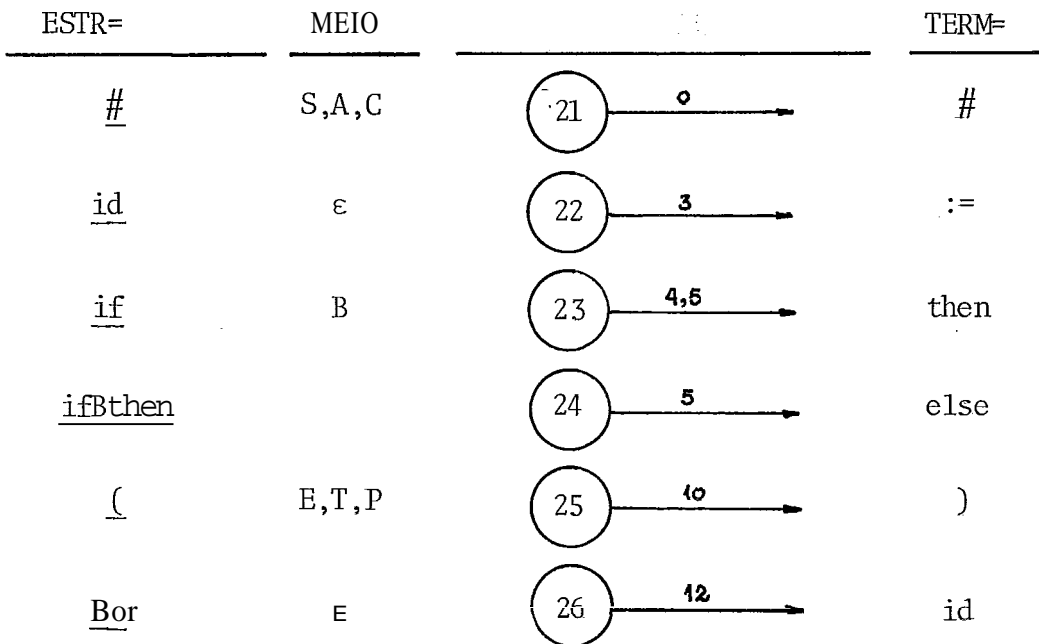 ESTR= MEIO TERM=
# S,A,C 21 0 #
id ε 22 3 :=
if B 23 4,5 then
ifBthen 24 5 else
( E,T,P 25 10 )
Bor E 26 12 id